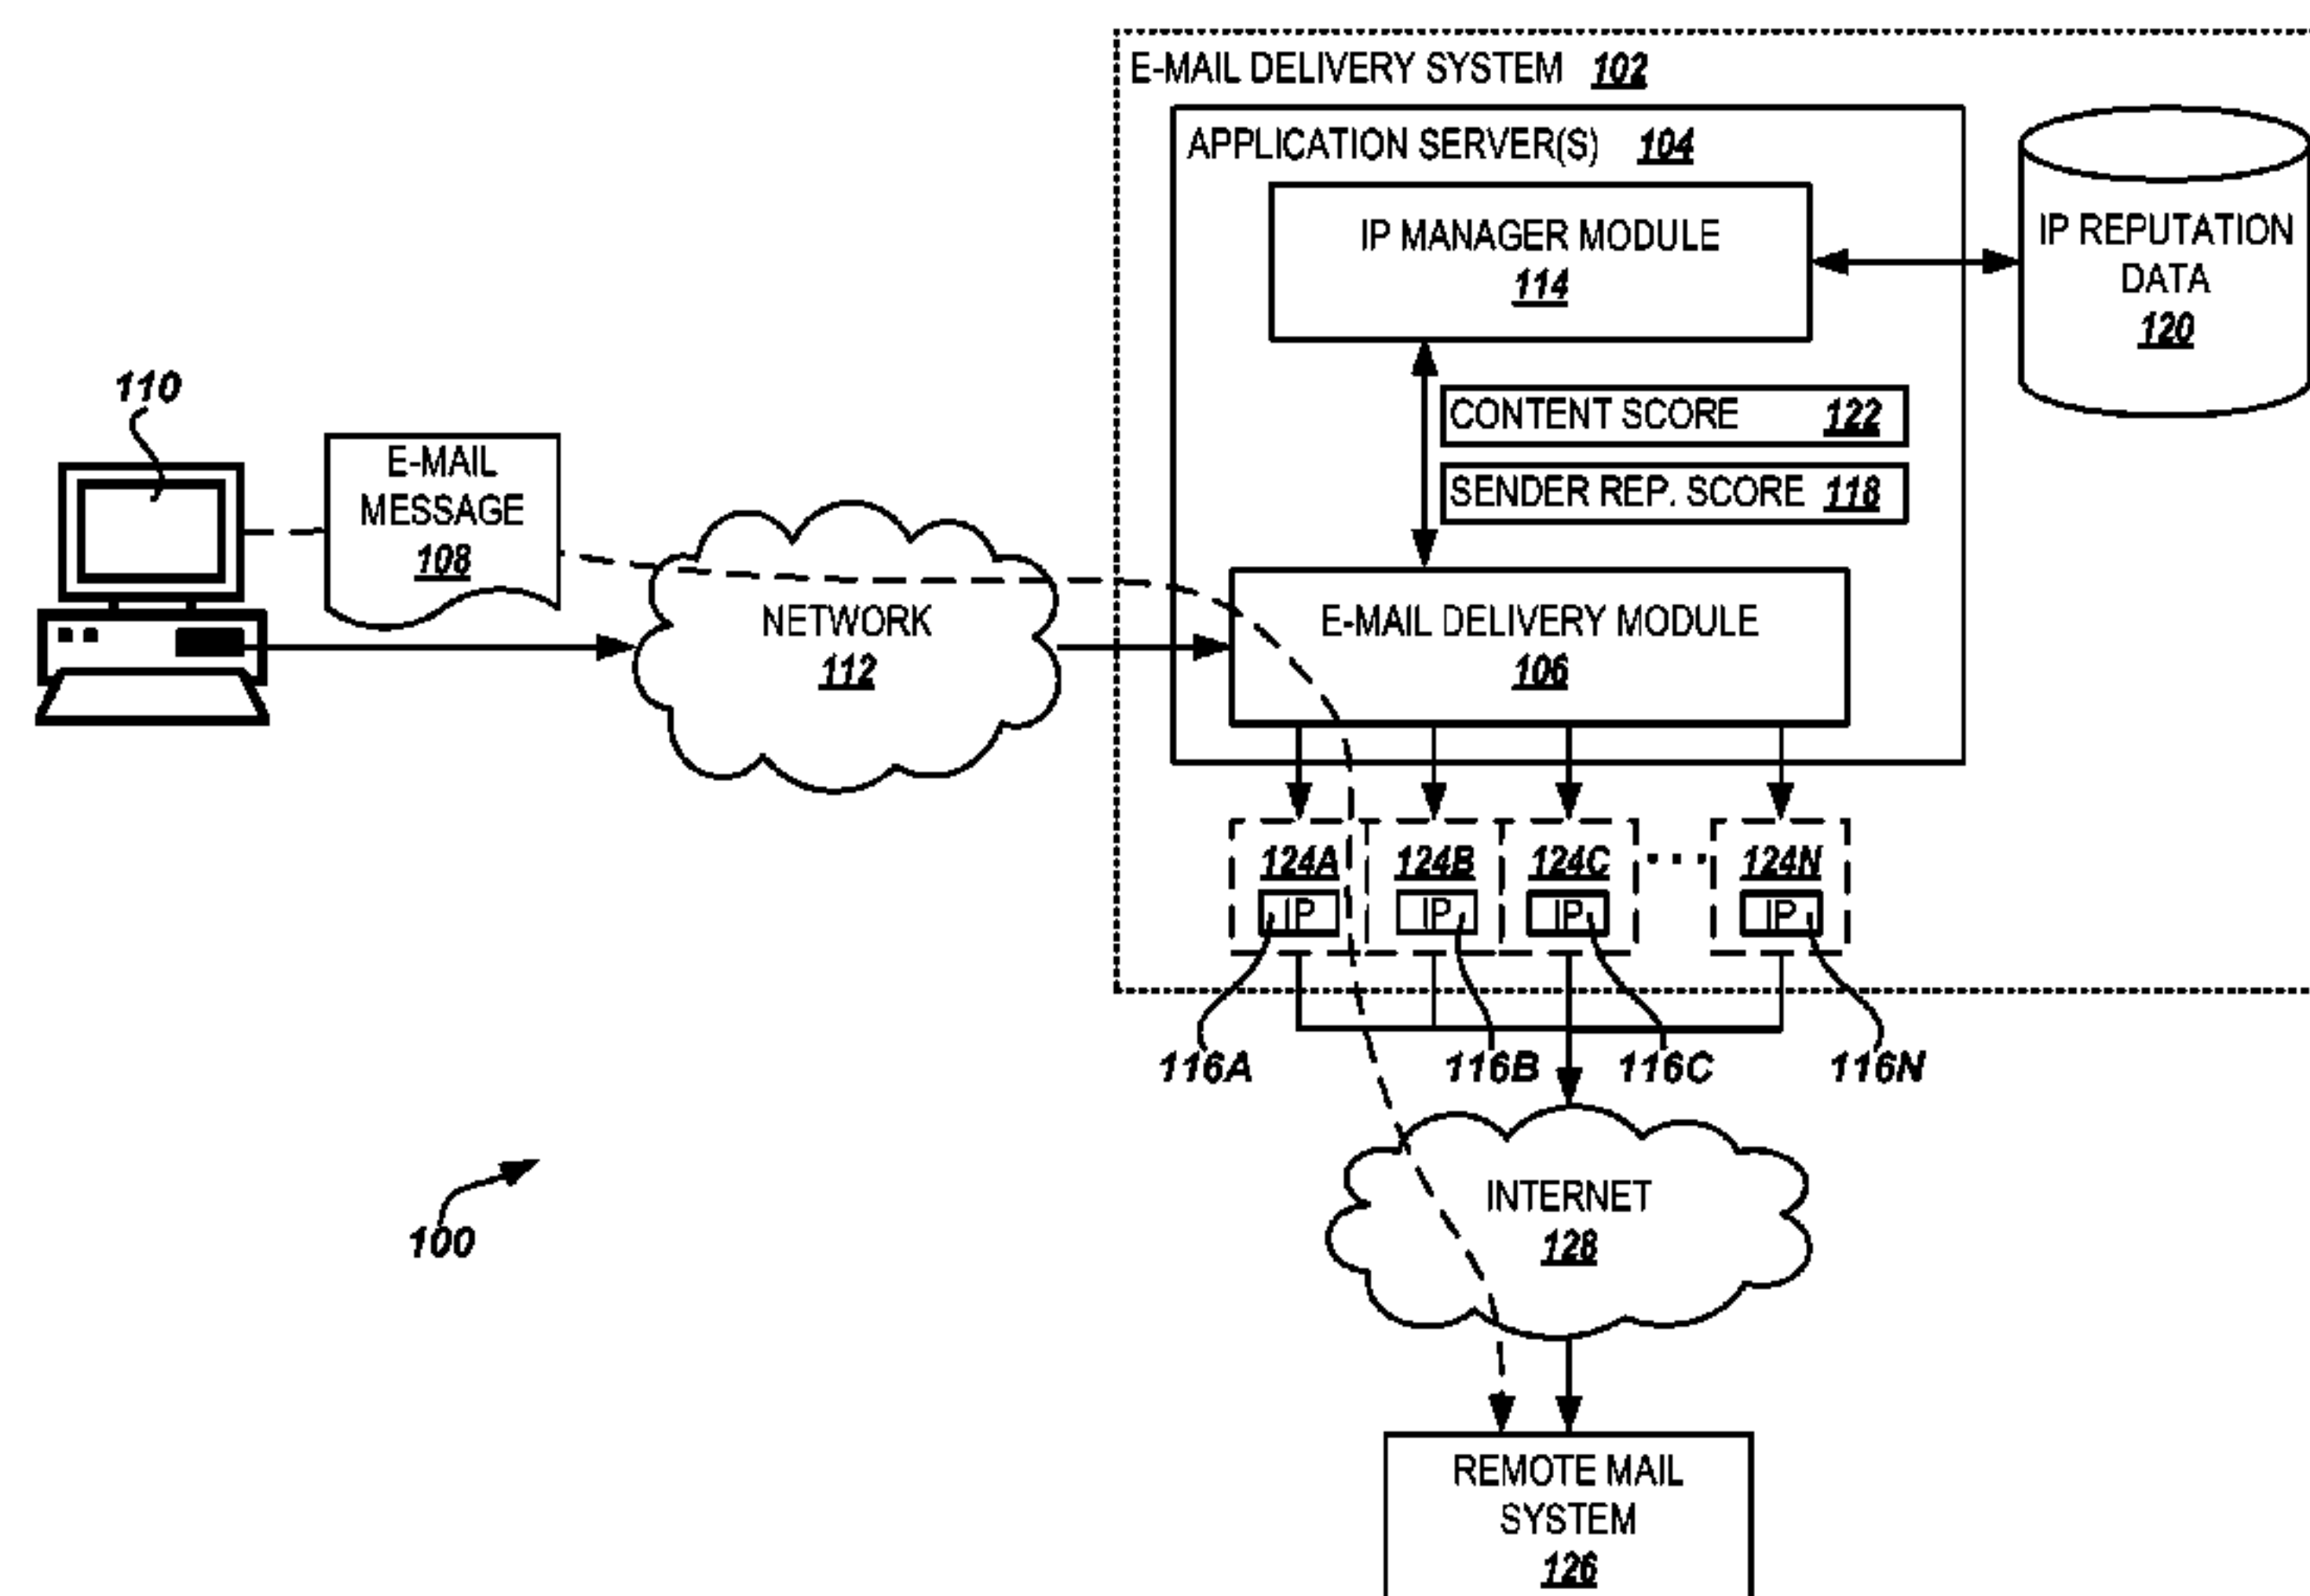 E-MAIL DELIVERY SYSTEM 102
APPLICATION SERVER(S) 104
IP MANAGER MODULE
114
IP REPUTATION
DATA
120
CONTENT SCORE 122
SENDER REP. SCORE 118
110
E-MAIL
MESSAGE
108
NETWORK
112
E-MAIL DELIVERY MODULE
106
124A 124B 124C ··· 124N
IP IP IP IP
116A 116B 116C 116N
100
INTERNET
128
REMOTE MAIL
SYSTEM
126